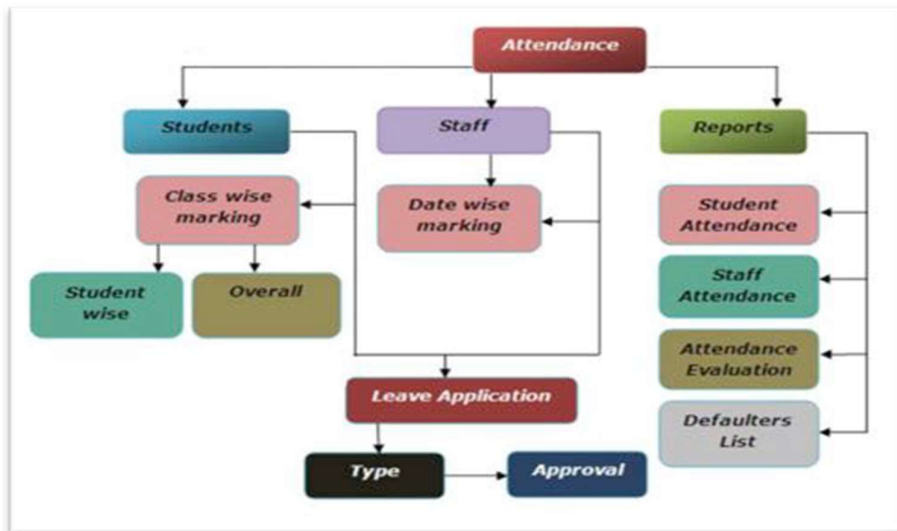 Attendance
Students
Staff
Reports
Class wise
marking
Date wise
marking
Student
Attendance
Student
wise
Overall
Staff
Attendance
Attendance
Evaluation
Leave Application
Defaulters
List
Type
Approval